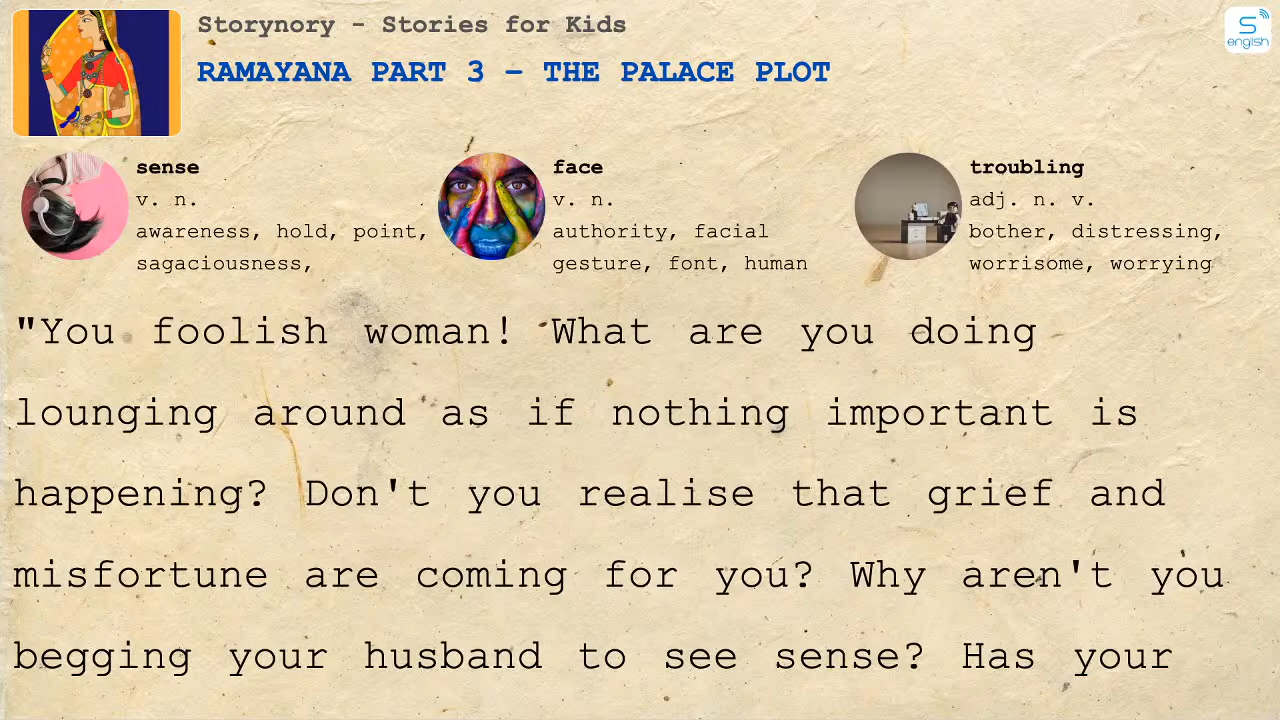 Storynory - Stories for Kids
RAMAYANA PART 3 – THE PALACE PLOT
S
english
sense
v. n.
awareness, hold, point,
sagaciousness,
face
v. n.
authority, facial
gesture, font, human
troubling
adj. n. v.
bother, distressing,
worrisome, worrying
"You foolish woman! What are you doing
lounging around as if nothing important is
happening? Don't you realise that grief and
misfortune are coming for you? Why aren't you
begging your husband to see sense? Has your